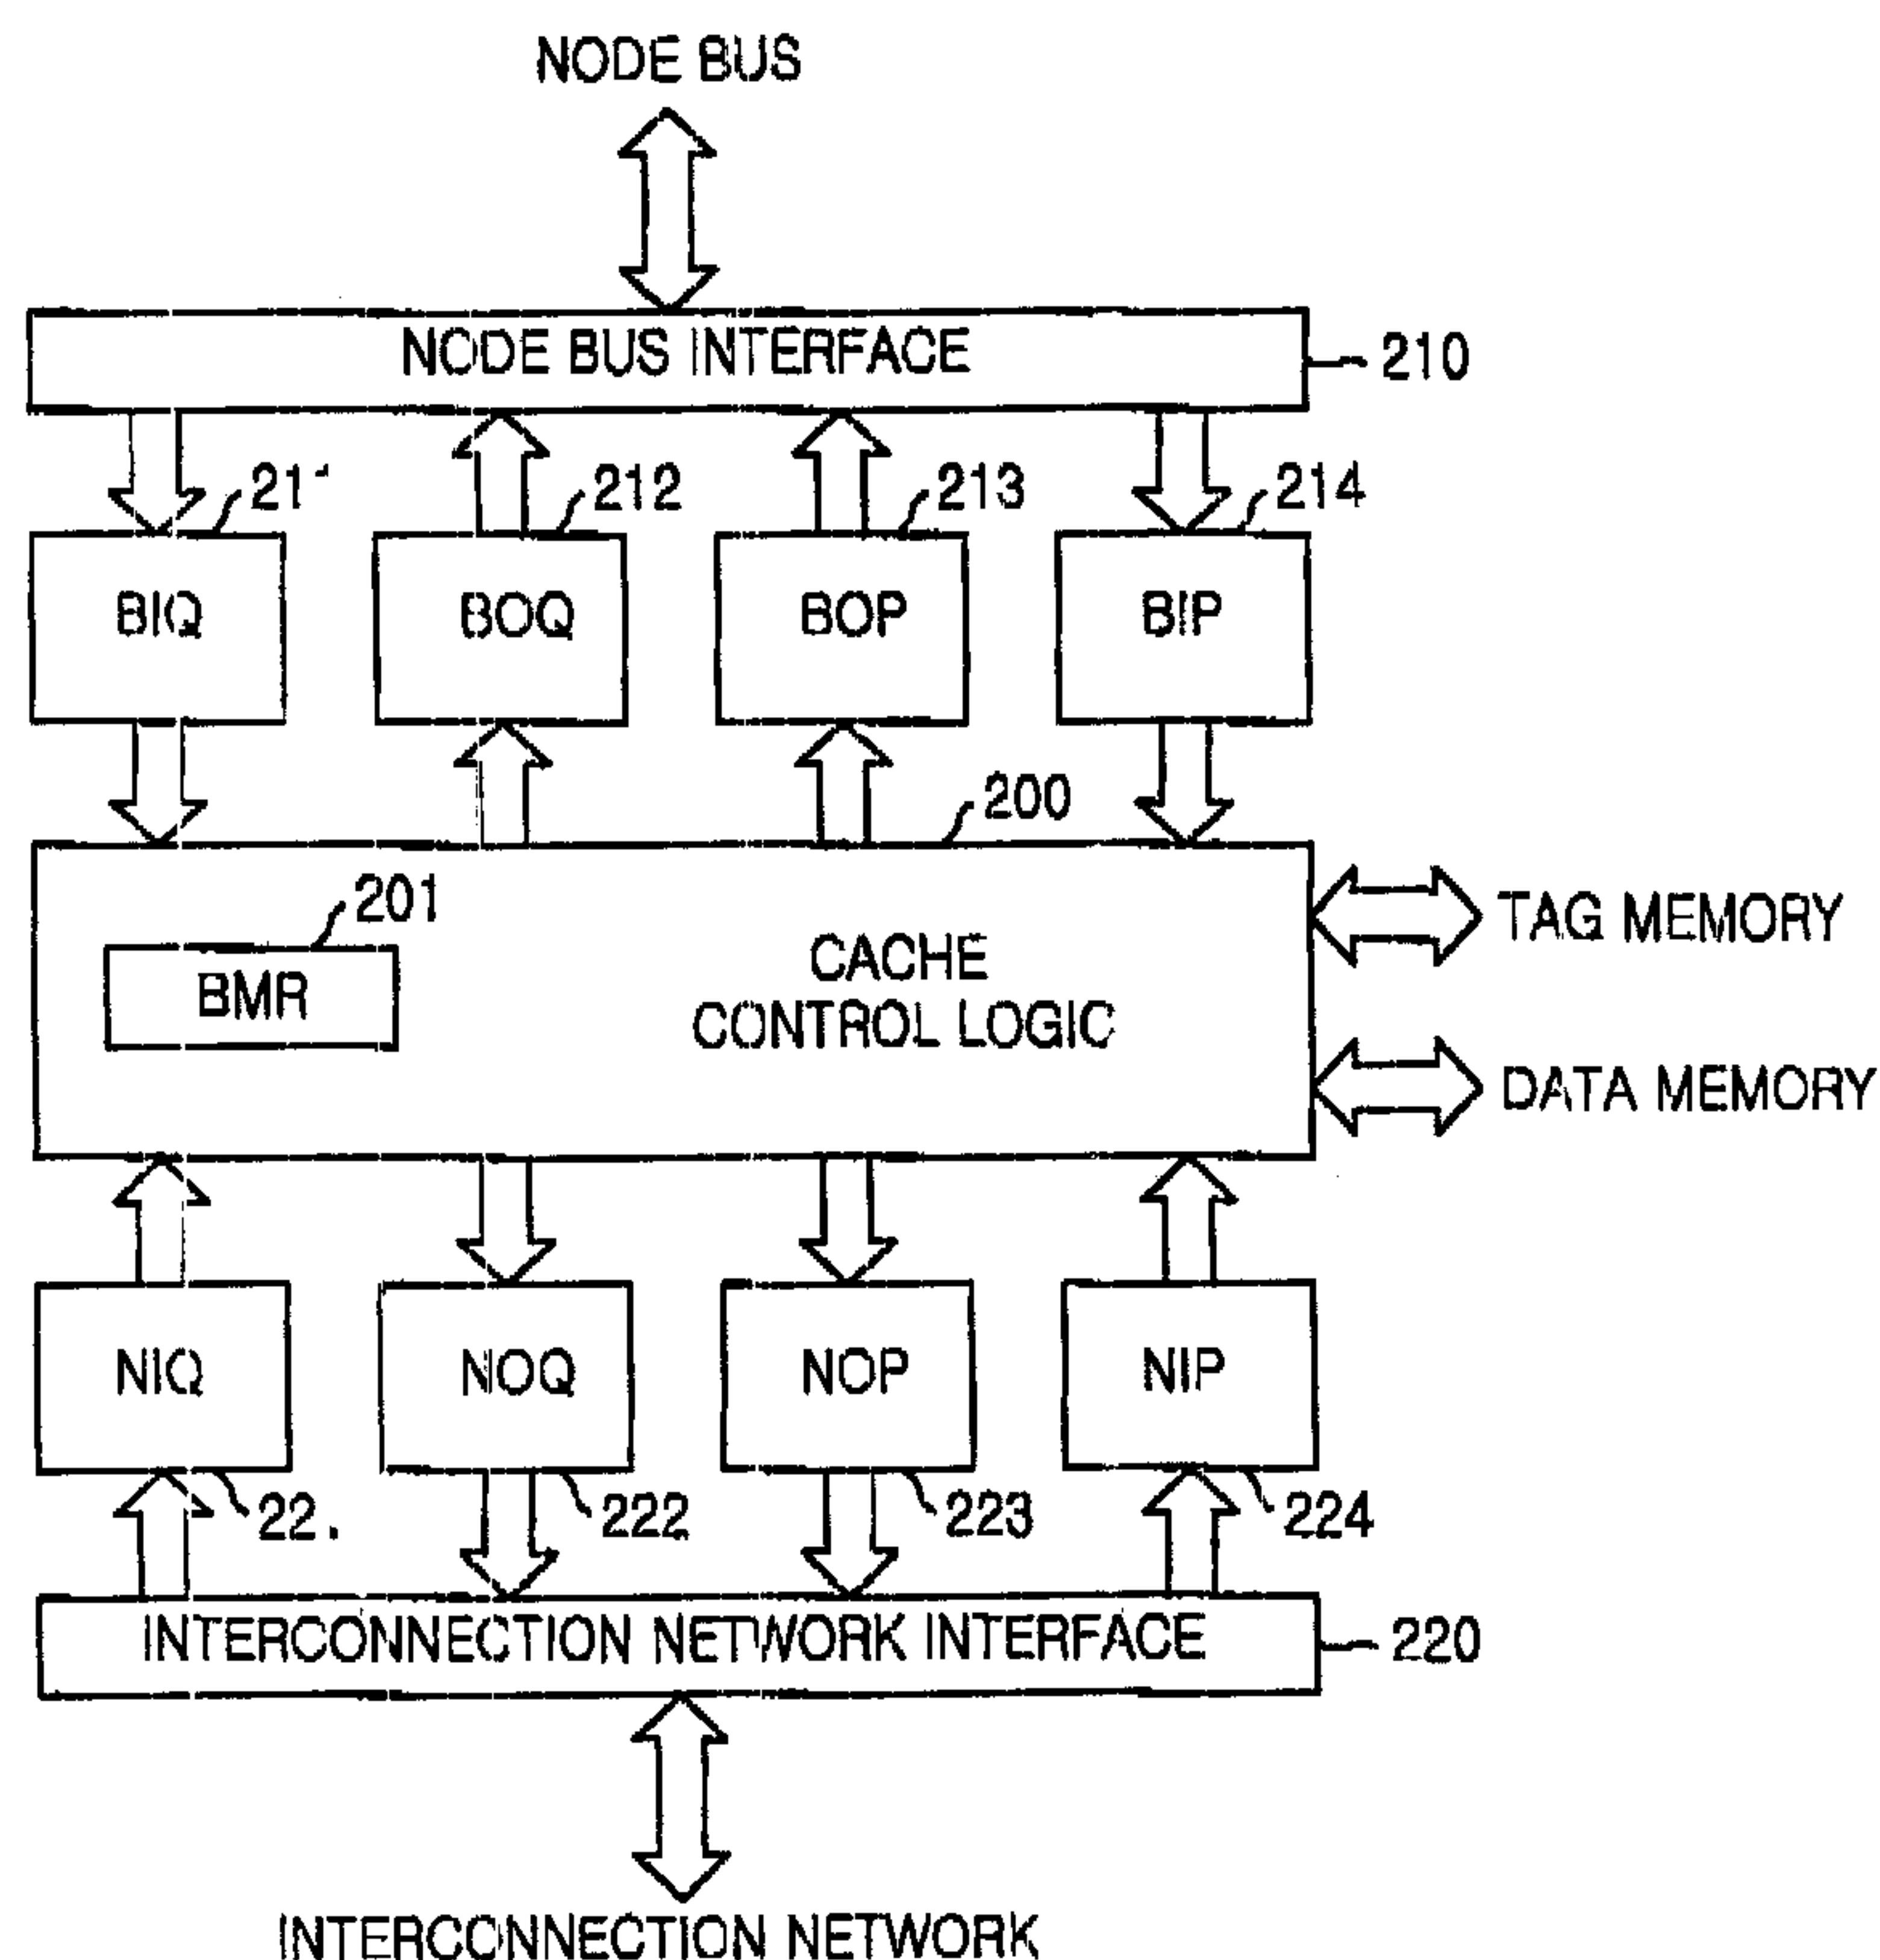 NODE BUS
NODE BUS INTERFACE
210
211
212
213
214
BIQ
BOQ
BOP
BIP
200
201
BMR
CACHE
CONTROL LOGIC
TAG MEMORY
DATA MEMORY
NIQ
NOQ
NOP
NIP
222
223
224
INTERCONNECTION NETWORK INTERFACE
220
INTERCONNECTION NETWORK